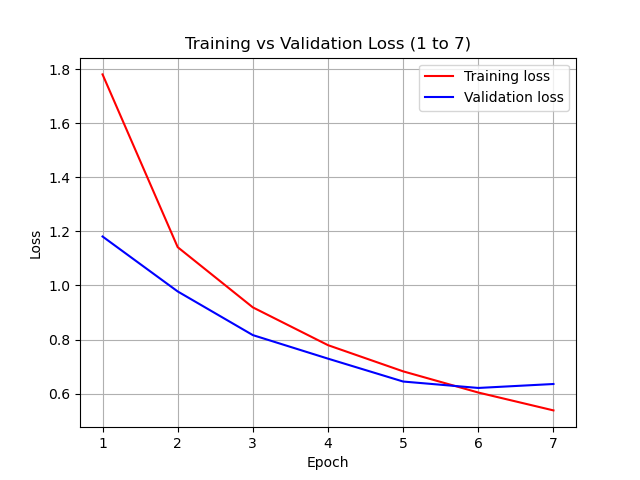 Training vs Validation Loss (1 to 7)
Training loss
Validation loss
Loss
1.8
1.6
1.4
1.2
1.0
0.8
0.6
1 2 3 4 5 6 7
Epoch